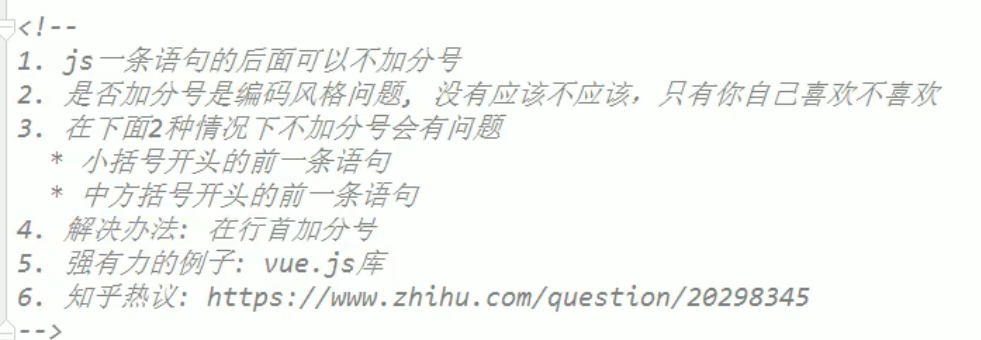 <!--
1. js一条语句的后面可以不加分号
2. 是否加分号是编码风格问题, 没有应该不应该，只有你自己喜欢不喜欢
3. 在下面2种情况下不加分号会有问题
* 小括号开头的前一条语句
* 中方括号开头的前一条语句
4. 解决办法: 在行首加分号
5. 强有力的例子: vue.js库
6. 知乎热议: https://www.zhihu.com/question/20298345
-->